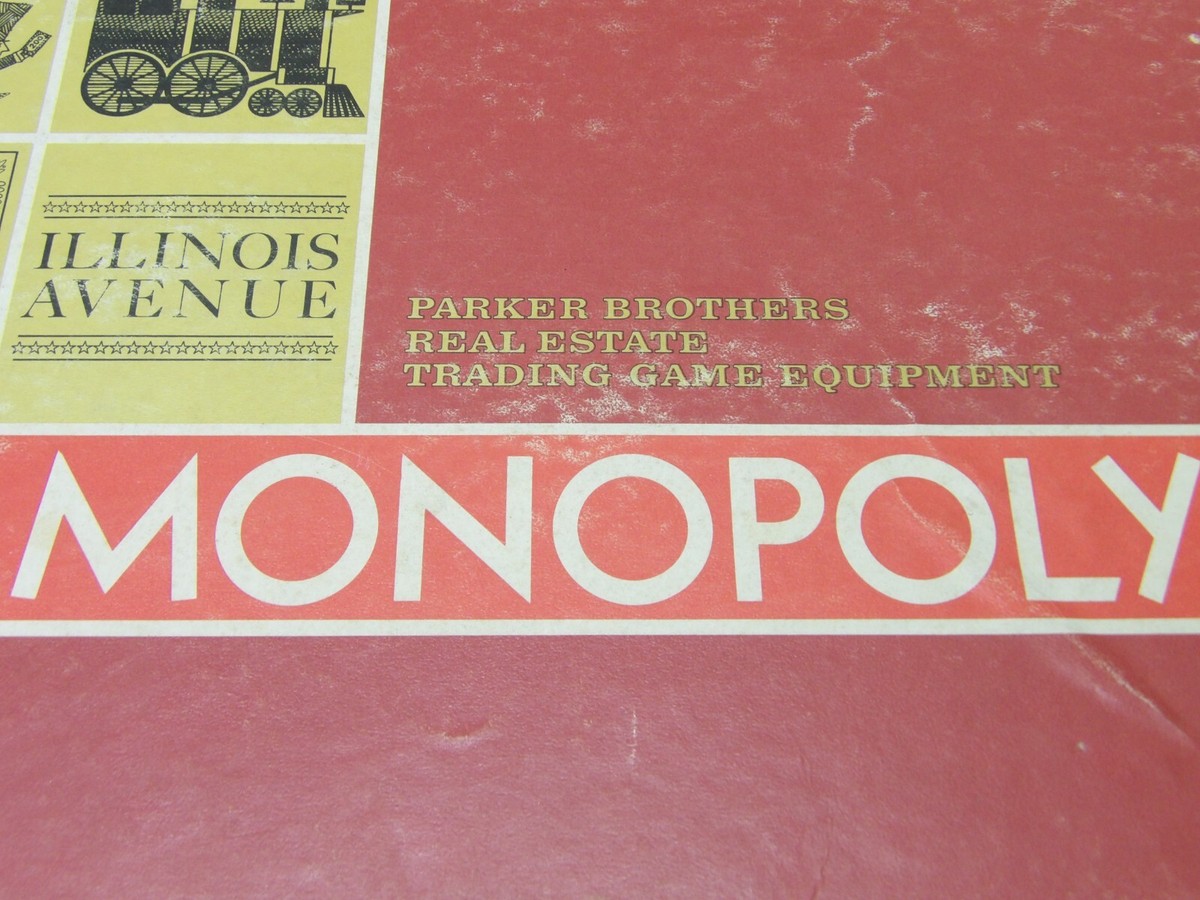 ILLINOIS
AVENUE
PARKER BROTHERS
REAL ESTATE
TRADING GAME EQUIPMENT
MONOPOLY